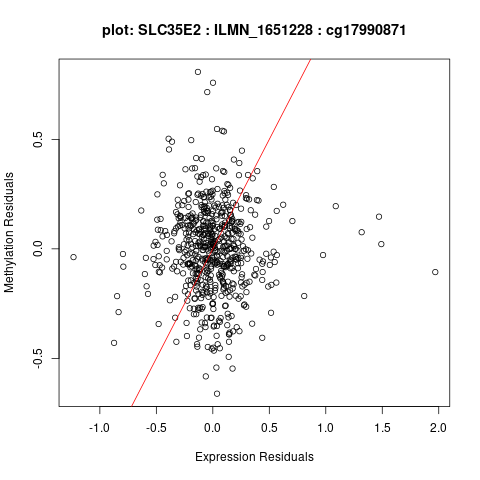 plot: SLC35E2 : ILMN_1651228 : cg17990871
Methylation Residuals
0.5
0.0
-0.5
-1.0 -0.5 0.0 0.5 1.0 1.5 2.0
Expression Residuals